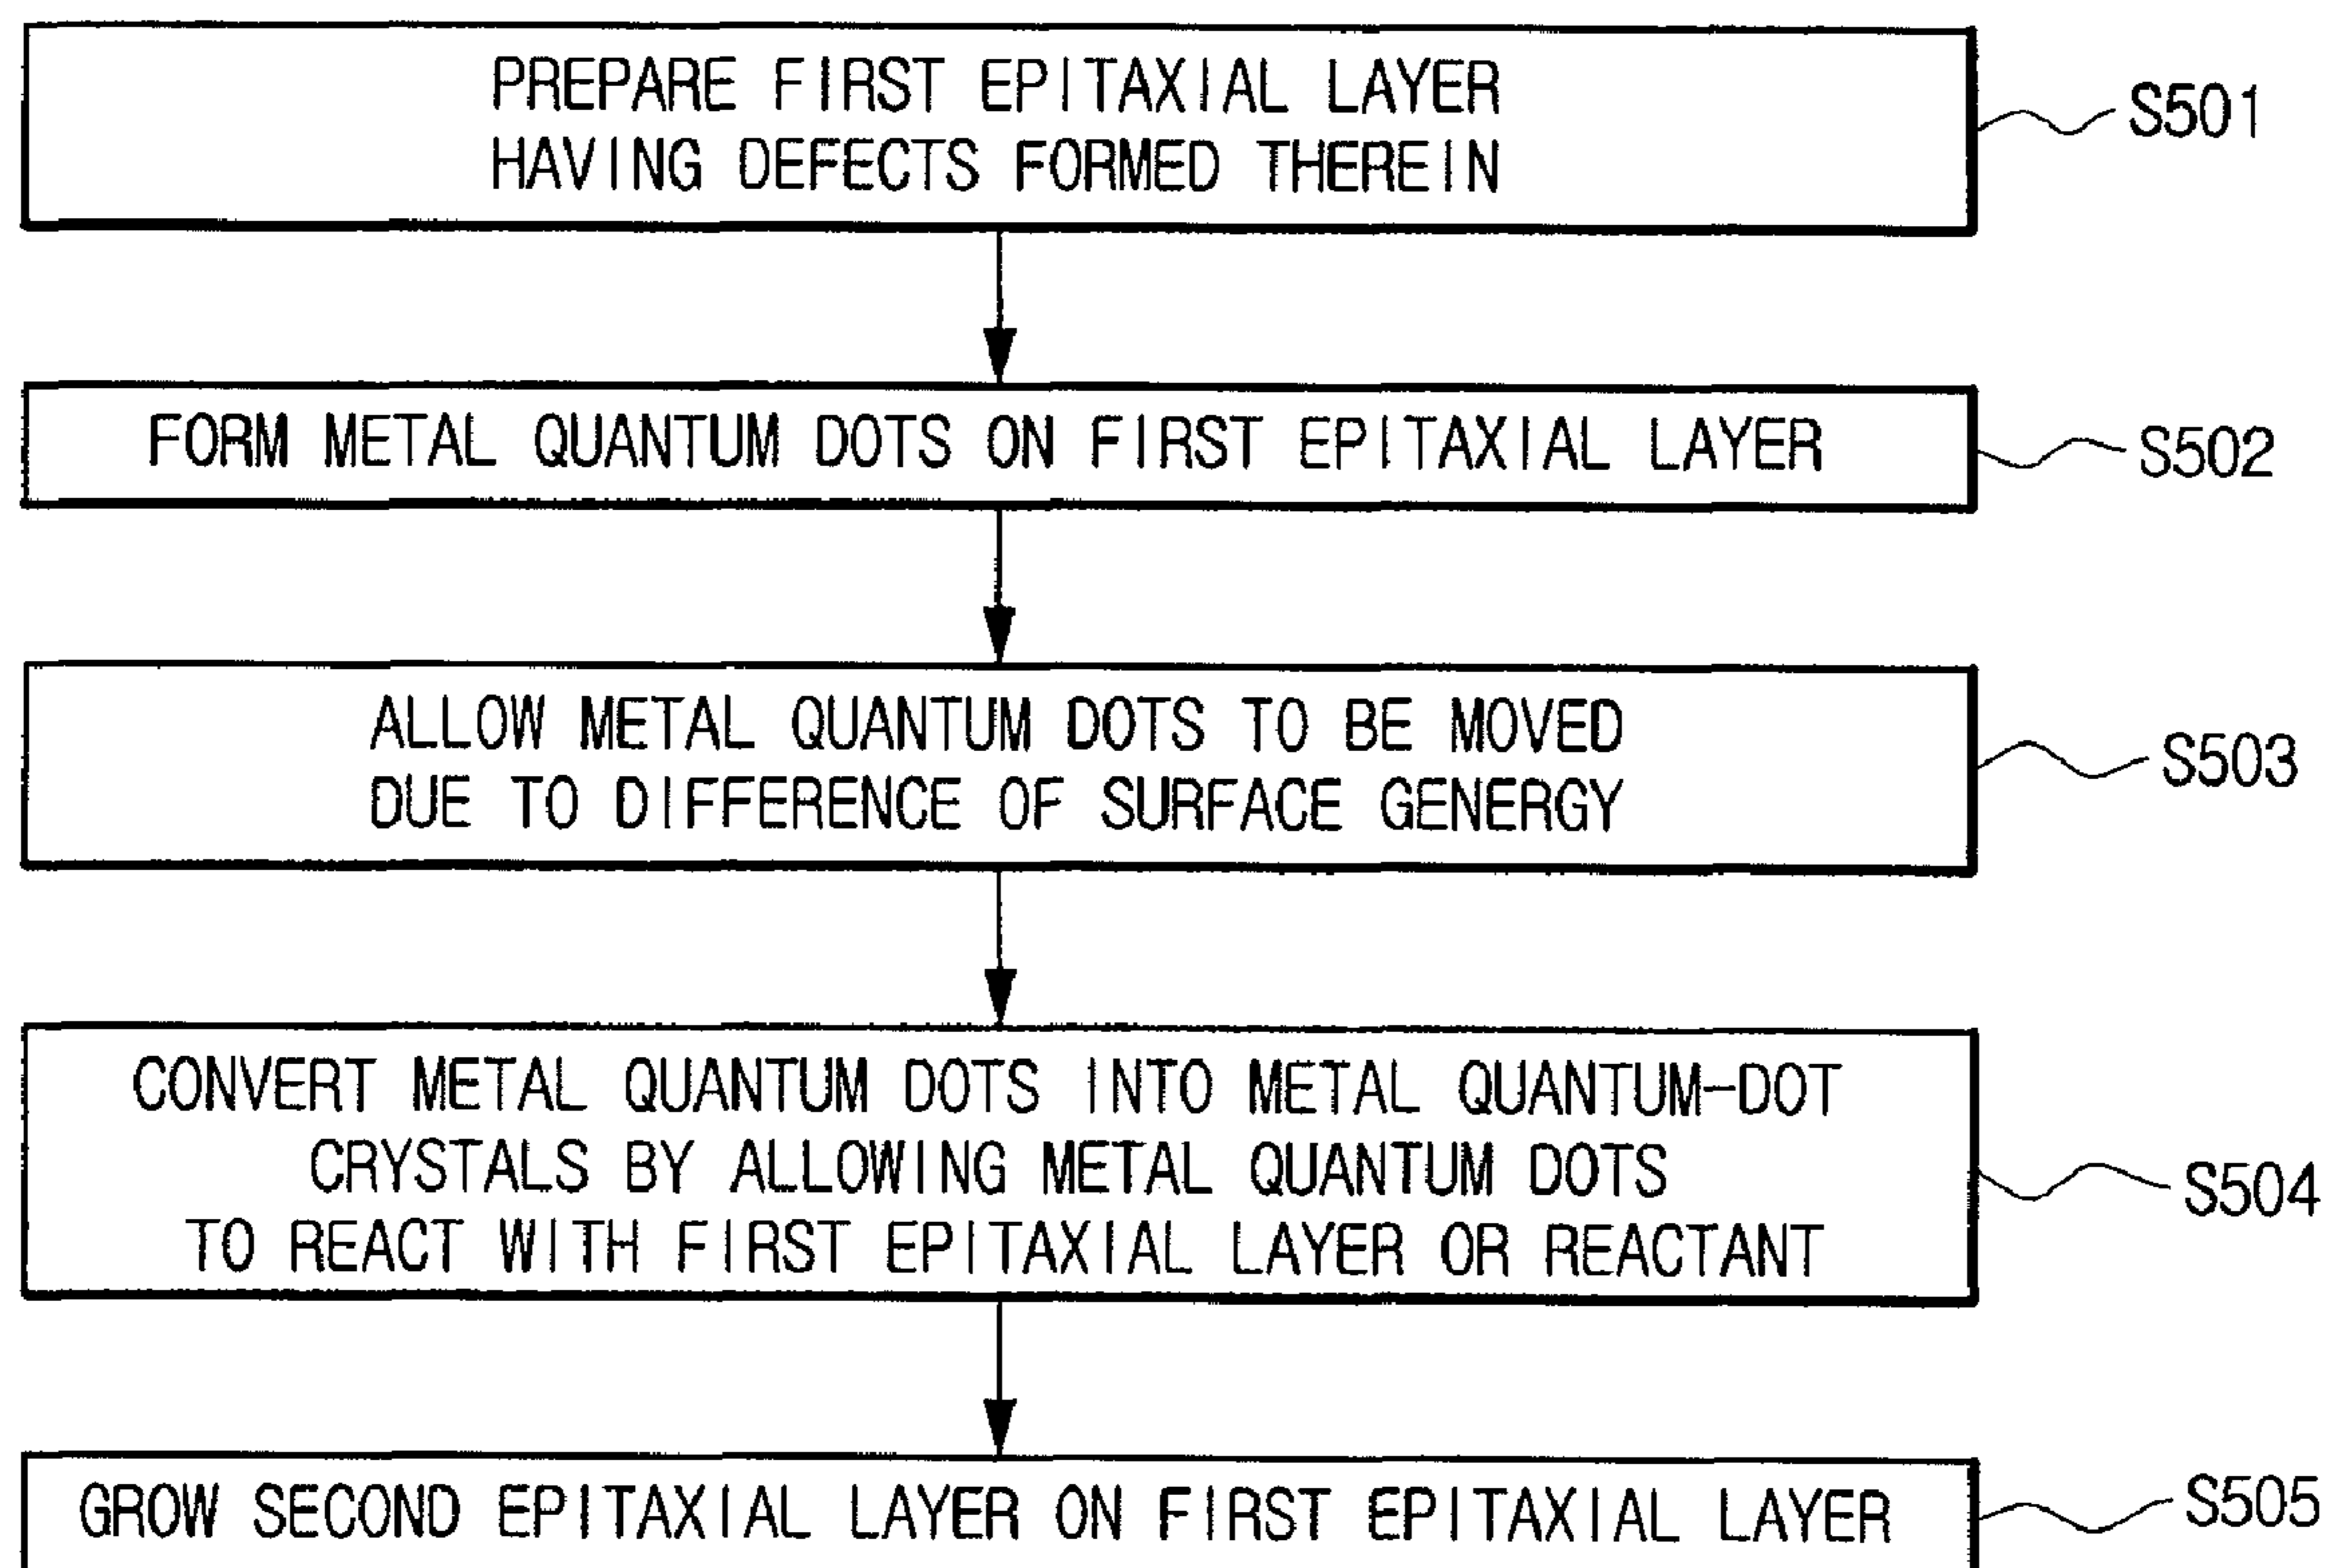 PREPARE FIRST EPITAXIAL LAYER
HAVING DEFECTS FORMED THEREIN
S501
FORM METAL QUANTUM DOTS ON FIRST EPITAXIAL LAYER
S502
ALLOW METAL QUANTUM DOTS TO BE MOVED
DUE TO DIFFERENCE OF SURFACE GENERGY
S503
CONVERT METAL QUANTUM DOTS INTO METAL QUANTUM-DOT
CRYSTALS BY ALLOWING METAL QUANTUM DOTS
TO REACT WITH FIRST EPITAXIAL LAYER OR REACTANT
S504
GROW SECOND EPITAXIAL LAYER ON FIRST EPITAXIAL LAYER
S505